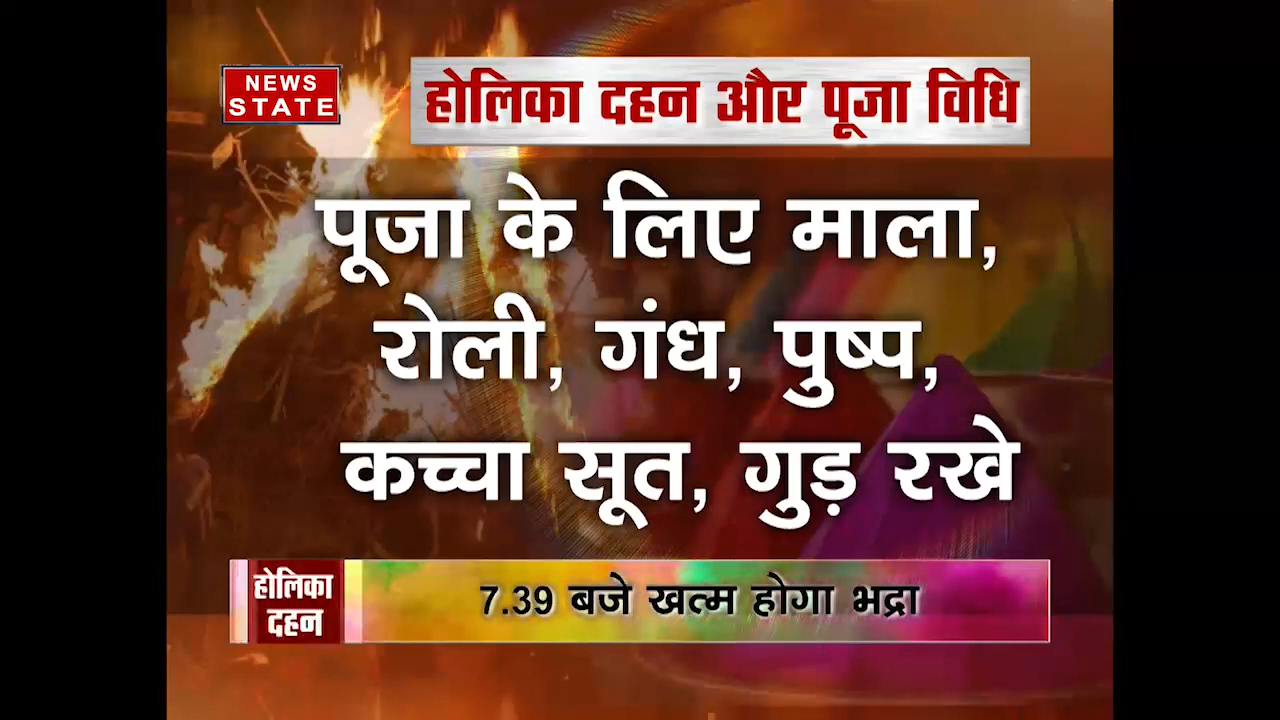 NEWS
STATE
होलिका दहन और पूजा विधि
पूजा के लिए माला,
रोली, गंध, पुष्प,
कच्चा सूत, गुड़ रखे
होलिका
दहन
7.39 बजे खत्म होगा भद्रा